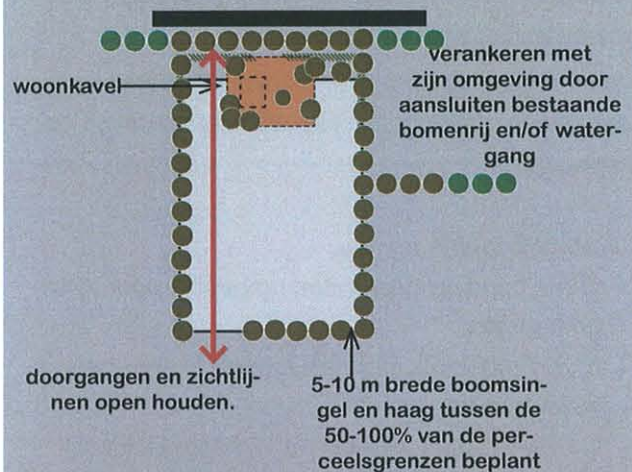 woonkavel
verankeren met
zijn omgeving door
aansluiten bestaande
bomenrij en/of water-
gang
doorgangen en zichtlij-
nen open houden.
5-10 m brede boomsin-
gel en haag tussen de
50-100% van de per-
ceelsgrenzen beplant